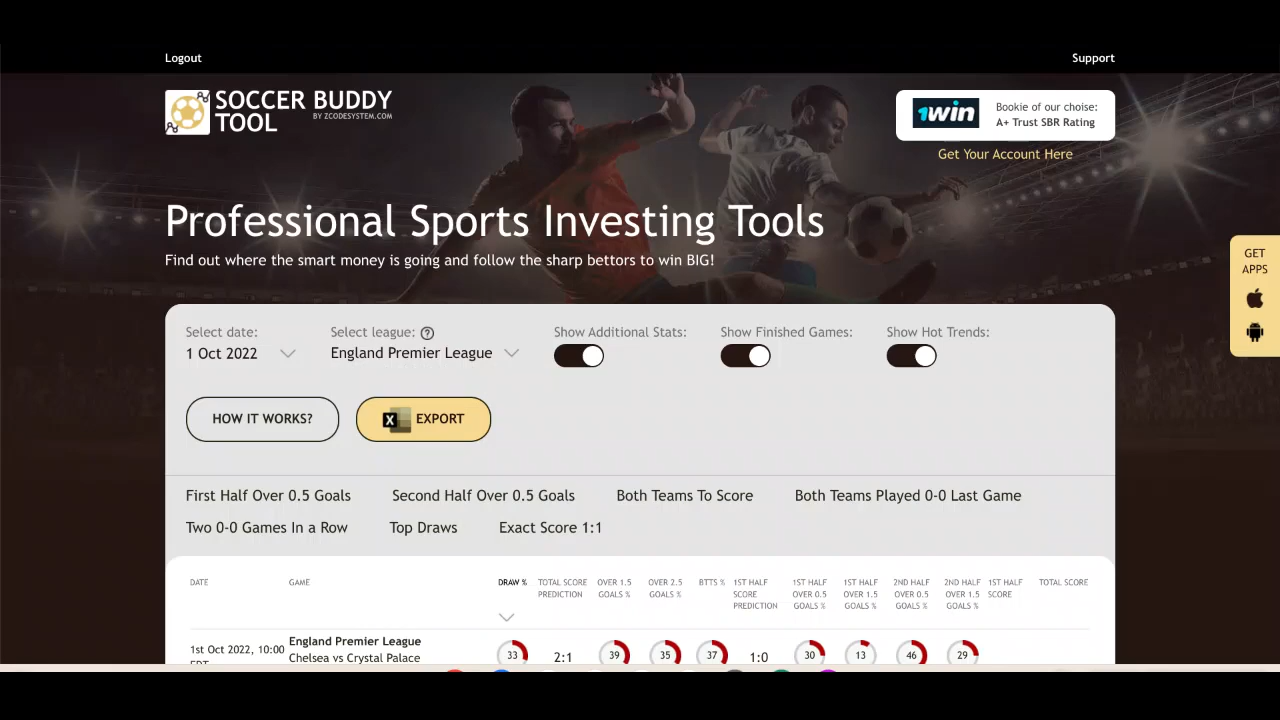 Logout
Support
SOCCER BUDDY
TOOL
BY ZCODESYSTEM.COM
1win
Bookie of our choise:
A+ Trust SBR Rating
Get Your Account Here
Professional Sports Investing Tools
Find out where the smart money is going and follow the sharp bettors to win BIG!
GET
APPS
Select date:
1 Oct 2022
Select league: ?
England Premier League
Show Additional Stats:
Show Finished Games:
Show Hot Trends:
HOW IT WORKS?
X EXPORT
First Half Over 0.5 Goals
Second Half Over 0.5 Goals
Both Teams To Score
Both Teams Played 0-0 Last Game
Two 0-0 Games In a Row
Top Draws
Exact Score 1:1
DATE
GAME
DRAW %
TOTAL SCORE
PREDICTION
OVER 1.5
GOALS %
OVER 2.5
GOALS %
BTTS %
1ST HALF
SCORE
PREDICTION
1ST HALF
OVER 0.5
GOALS %
1ST HALF
OVER 1.5
GOALS %
2ND HALF
OVER 0.5
GOALS %
2ND HALF
OVER 1.5
GOALS %
1ST HALF
SCORE
TOTAL SCORE
1st Oct 2022, 10:00
EDT
England Premier League
Chelsea vs Crystal Palace
33
2:1
39
35
37
1:0
30
13
46
29